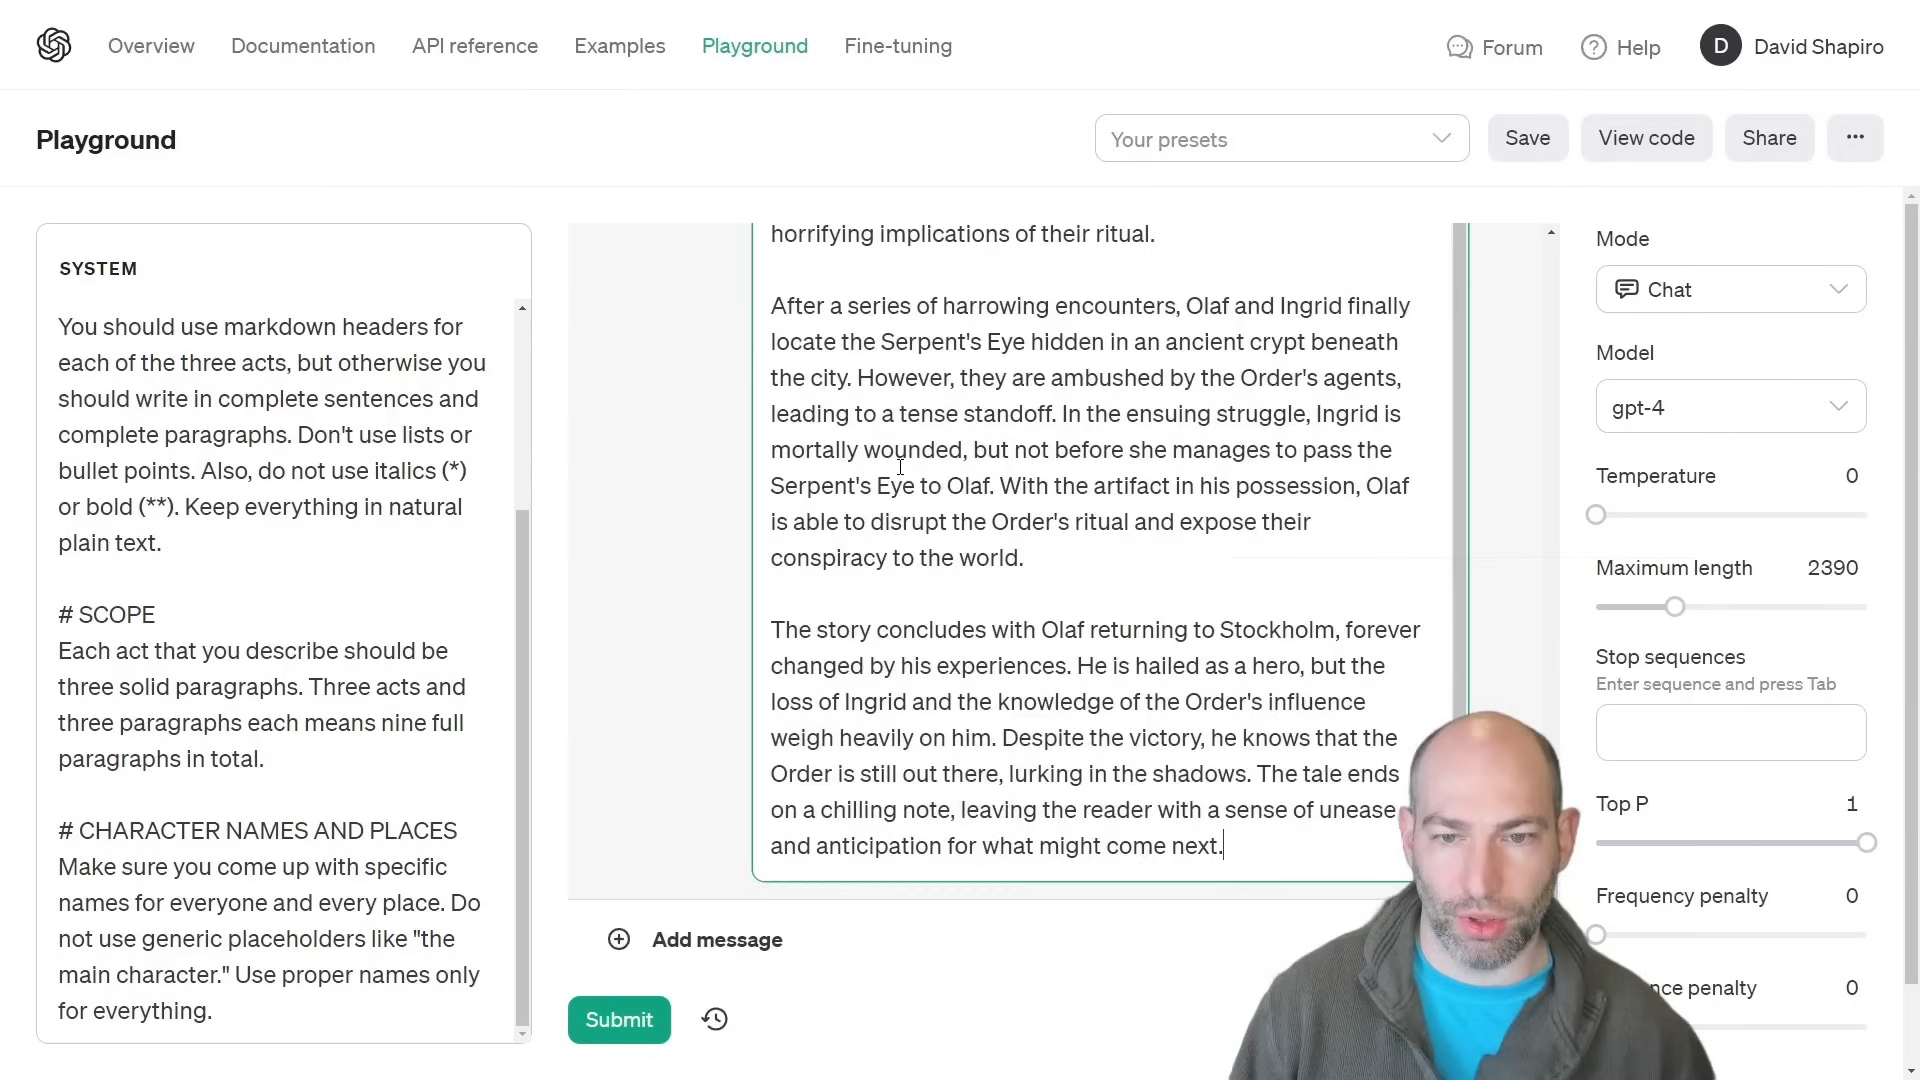 Overview Documentation API reference Examples Playground Fine-tuning Forum Help D David Shapiro
Playground Your presets Save View code Share ...
SYSTEM
You should use markdown headers for
each of the three acts, but otherwise you
should write in complete sentences and
complete paragraphs. Don't use lists or
bullet points. Also, do not use italics (*)
or bold (**). Keep everything in natural
plain text.
# SCOPE
Each act that you describe should be
three solid paragraphs. Three acts and
three paragraphs each means nine full
paragraphs in total.
# CHARACTER NAMES AND PLACES
Make sure you come up with specific
names for everyone and every place. Do
not use generic placeholders like "the
main character." Use proper names only
for everything.
horrifying implications of their ritual.
After a series of harrowing encounters, Olaf and Ingrid finally
locate the Serpent's Eye hidden in an ancient crypt beneath
the city. However, they are ambushed by the Order's agents,
leading to a tense standoff. In the ensuing struggle, Ingrid is
mortally wounded, but not before she manages to pass the
Serpent's Eye to Olaf. With the artifact in his possession, Olaf
is able to disrupt the Order's ritual and expose their
conspiracy to the world.
The story concludes with Olaf returning to Stockholm, forever
changed by his experiences. He is hailed as a hero, but the
loss of Ingrid and the knowledge of the Order's influence
weigh heavily on him. Despite the victory, he knows that the
Order is still out there, lurking in the shadows. The tale ends
on a chilling note, leaving the reader with a sense of unease
and anticipation for what might come next.
Add message
Submit
Mode
Chat
Model
gpt-4
Temperature 0
Maximum length 2390
Stop sequences
Enter sequence and press Tab
Top P 1
Frequency penalty 0
nce penalty 0